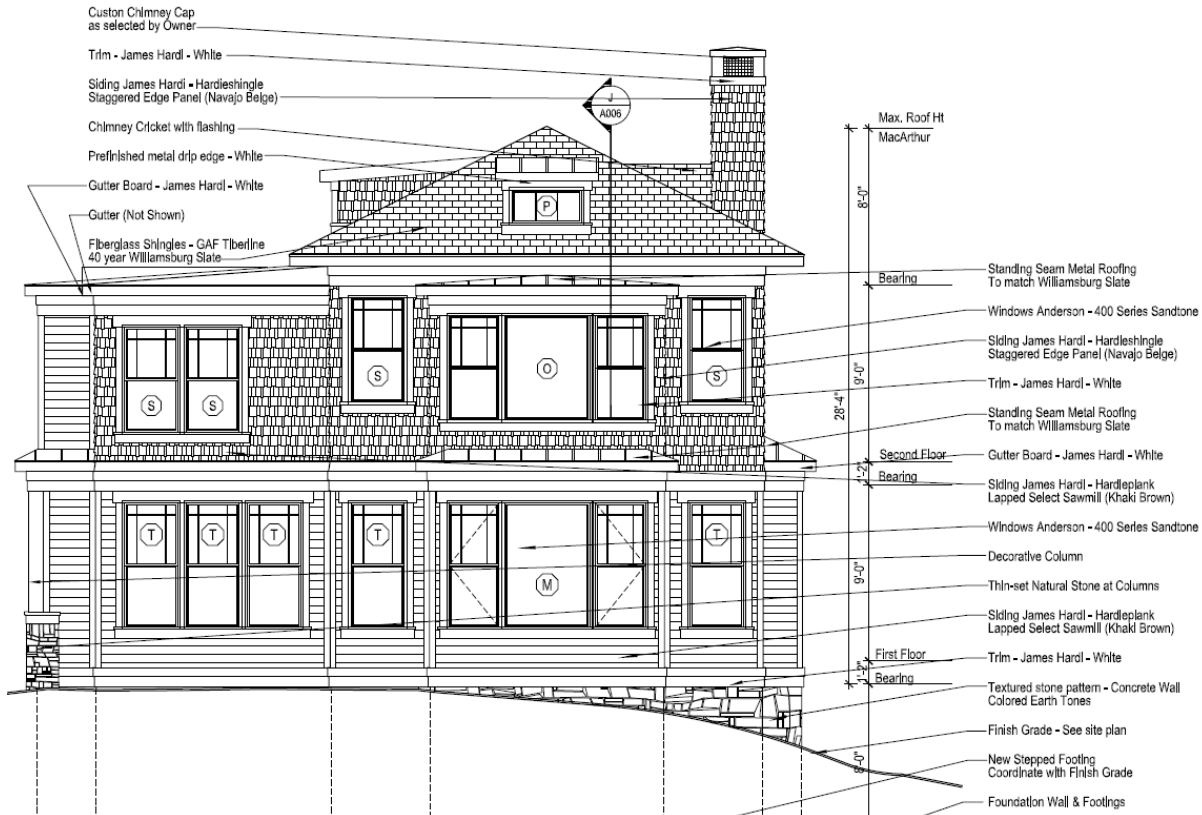 Custon Chimney Cap
as selected by Owner
Trim - James Hardi - White
Siding James Hardi - Hardieshingle
Staggered Edge Panel (Navajo Beige)
Chimney Cricket with flashing
Prefinished metal drip edge - White
Gutter Board - James Hardi - White
Gutter (Not Shown)
Fiberglass Shingles - GAF Tiberline
40 year Williamsburg Slate
J
A006
P
Max. Roof Ht
MacArthur
8'-0"
Bearing
9'-0"
28'-4"
Second Floor
1'-2"
Bearing
9'-0"
First Floor
1'-2"
Bearing
8'-0"
S
S
S
O
S
T
T
T
T
M
T
Standing Seam Metal Roofing
To match Williamsburg Slate
Windows Anderson - 400 Series Sandtone
Siding James Hardi - Hardieshingle
Staggered Edge Panel (Navajo Beige)
Trim - James Hardi - White
Standing Seam Metal Roofing
To match Williamsburg Slate
Gutter Board - James Hardi - White
Siding James Hardi - Hardieplank
Lapped Select Sawmill (Khaki Brown)
Windows Anderson - 400 Series Sandtone
Decorative Column
Thin-set Natural Stone at Columns
Siding James Hardi - Hardieplank
Lapped Select Sawmill (Khaki Brown)
Trim - James Hardi - White
Textured stone pattern - Concrete Wall
Colored Earth Tones
Finish Grade - See site plan
New Stepped Footing
Coordinate with Finish Grade
Foundation Wall & Footings